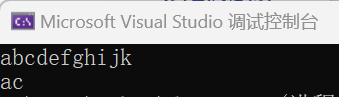 Microsoft Visual Studio 调试控制台
abcdefghijk
ac